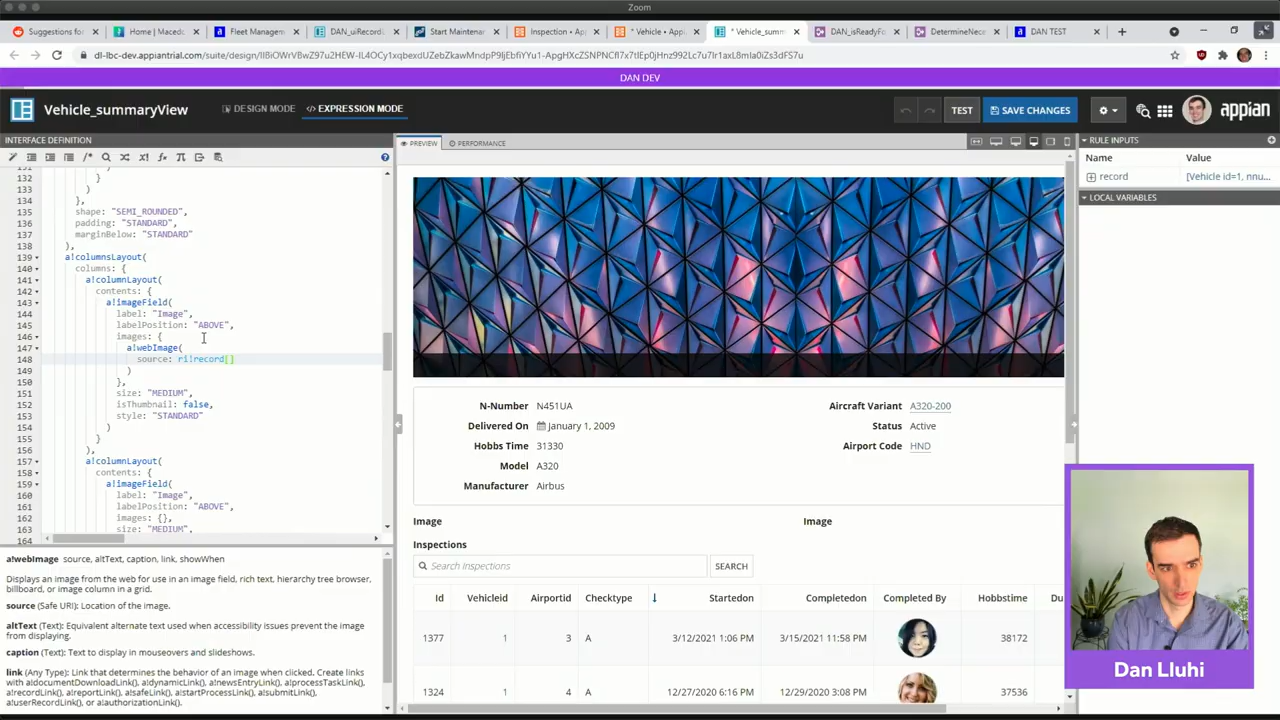 Zoom
Suggestions for
Home | Macedo
Fleet Managem
DAN_uiRecordLi
Start Maintenan
Inspection - Ap
* Vehicle - Appi
* Vehicle_summ
DAN_isReadyFo
DetermineNece
DAN TEST
DAN DEV
Vehicle_summaryView
DESIGN MODE
EXPRESSION MODE
TEST
SAVE CHANGES
appian
INTERFACE DEFINITION
PREVIEW
PERFORMANCE
RULE INPUTS
Name Value
record [Vehicle id=1, nnu...
LOCAL VARIABLES
132 }
133 )
134 },
135 shape: "SEMI_ROUNDED",
136 padding: "STANDARD",
137 marginBelow: "STANDARD"
138 ),
139 a!columnsLayout(
140 columns: {
141 a!columnLayout(
142 contents: {
143 a!imageField(
144 label: "Image",
145 labelPosition: "ABOVE",
146 images: {
147 a!webImage(
148 source: ri!record[]
149 )
150 },
151 size: "MEDIUM",
152 isThumbnail: false,
153 style: "STANDARD"
154 )
155 }
156 ),
157 a!columnLayout(
158 contents: {
159 a!imageField(
160 label: "Image",
161 labelPosition: "ABOVE",
162 images: {},
163 size: "MEDIUM",
164
a!webImage source, altText, caption, link, showWhen
Displays an image from the web for use in an image field, rich text, hierarchy tree browser,
billboard, or image column in a grid.
source (Safe URI): Location of the image.
altText (Text): Equivalent alternate text used when accessibility issues prevent the image
from displaying.
caption (Text): Text to display in mouseovers and slideshows.
link (Any Type): Link that determines the behavior of an image when clicked. Create links
with a!documentDownloadLink(), a!dynamicLink(), a!newsEntryLink(), a!processTaskLink(),
a!recordLink(), a!reportLink(), a!safeLink(), a!startProcessLink(), a!submitLink(),
a!userRecordLink(), or a!authorizationLink().
N-Number N451UA
Delivered On January 1, 2009
Hobbs Time 31330
Model A320
Manufacturer Airbus
Aircraft Variant A320-200
Status Active
Airport Code HND
Image
Image
Inspections
Search Inspections
SEARCH
Id Vehicleid Airportid Checktype Startedon Completedon Completed By Hobbstime Du
1377 1 3 A 3/12/2021 1:06 PM 3/15/2021 11:58 PM 38172
1324 1 4 A 12/27/2020 6:16 PM 12/29/2020 3:08 PM 37536
Dan Lluhi